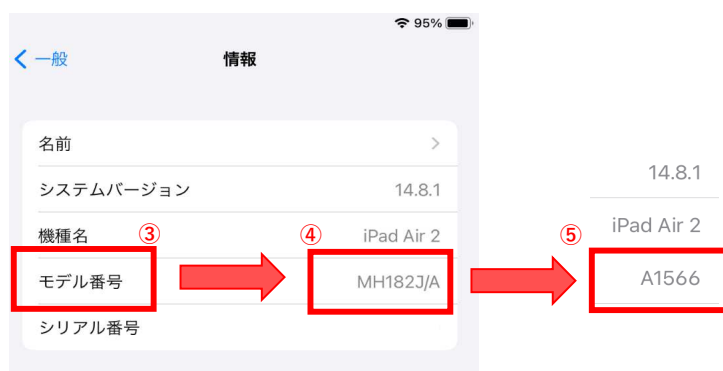 95%
一般
情報
名前
システムバージョン 14.8.1
機種名 ③ ④ iPad Air 2
モデル番号 MH182J/A
シリアル番号
14.8.1
⑤ iPad Air 2
A1566